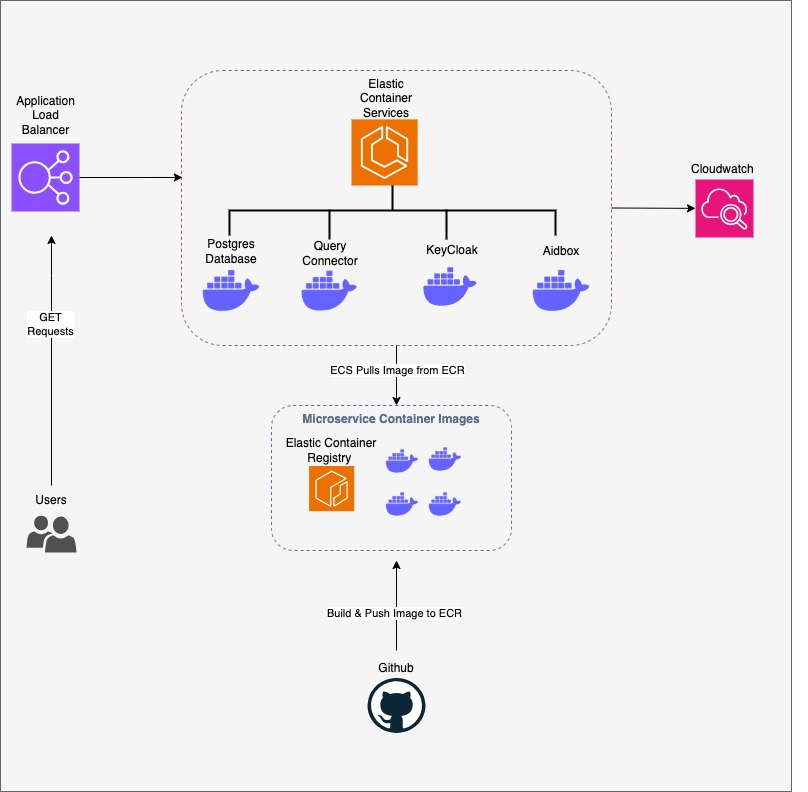 Elastic
Container
Services
Application
Load
Balancer
Cloudwatch
Postgres
Database
Query
Connector
KeyCloak
Aidbox
GET
Requests
ECS Pulls Image from ECR
Microservice Container Images
Elastic Container
Registry
Users
Build & Push Image to ECR
Github